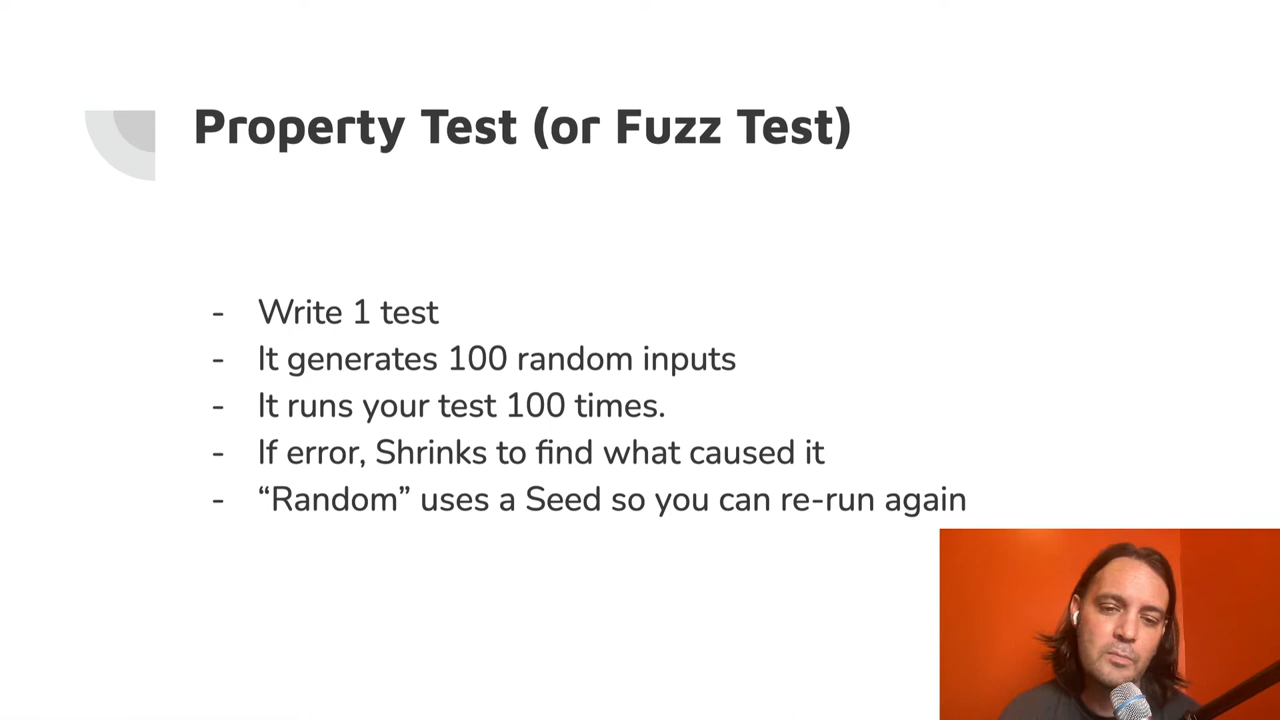 Property Test (or Fuzz Test)
- Write 1 test
- It generates 100 random inputs
- It runs your test 100 times.
- If error, Shrinks to find what caused it
- “Random” uses a Seed so you can re-run again